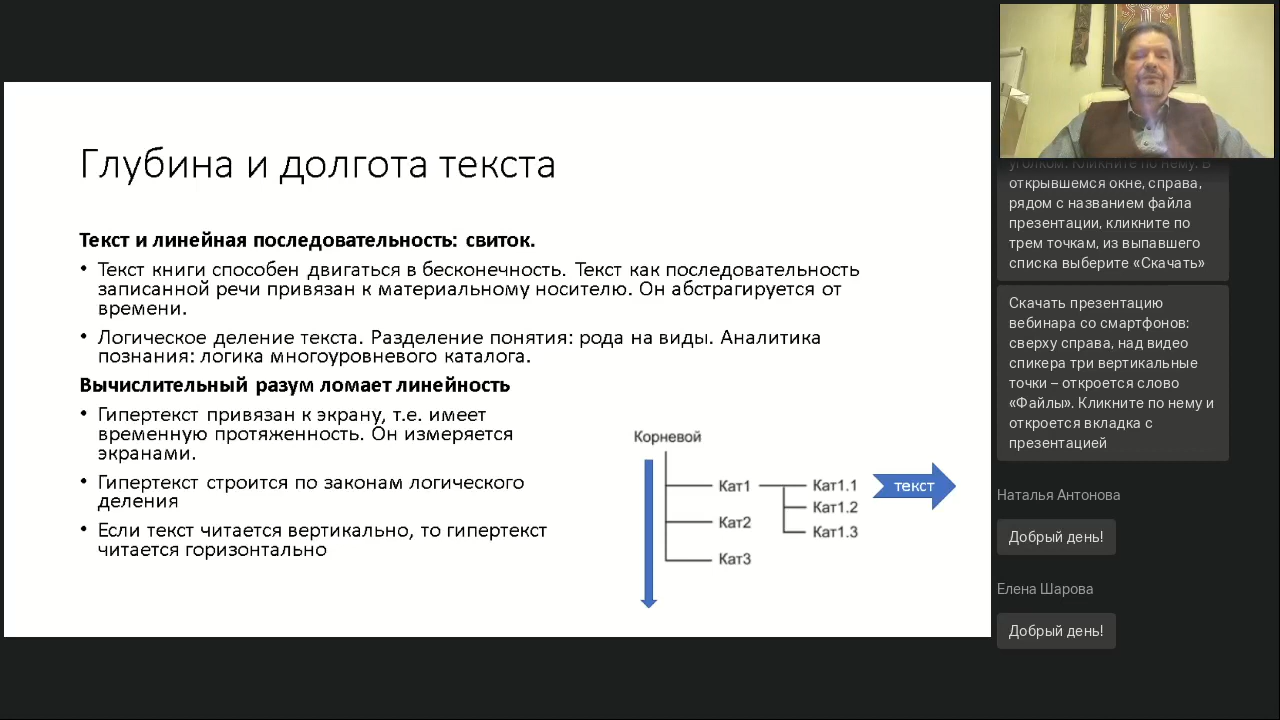 Глубина и долгота текста
Текст и линейная последовательность: свиток.
• Текст книги способен двигаться в бесконечность. Текст как последовательность
записанной речи привязан к материальному носителю. Он абстрагируется от
времени.
• Логическое деление текста. Разделение понятия: рода на виды. Аналитика
познания: логика многоуровневого каталога.
Вычислительный разум ломает линейность
• Гипертекст привязан к экрану, т.е. имеет
временную протяженность. Он измеряется
экранами.
• Гипертекст строится по законам логического
деления
• Если текст читается вертикально, то гипертекст
читается горизонтально
Корневой
Кат1
Кат1.1
текст
Кат1.2
Кат2
Кат1.3
Кат3
уголком. Кликните по нему. В
открывшемся окне, справа,
рядом с названием файла
презентации, кликните по
трем точкам, из выпавшего
списка выберите «Скачать»
Скачать презентацию
вебинара со смартфонов:
сверху справа, над видео
спикера три вертикальные
точки – откроется слово
«Файлы». Кликните по нему и
откроется вкладка с
презентацией
Наталья Антонова
Добрый день!
Елена Шарова
Добрый день!